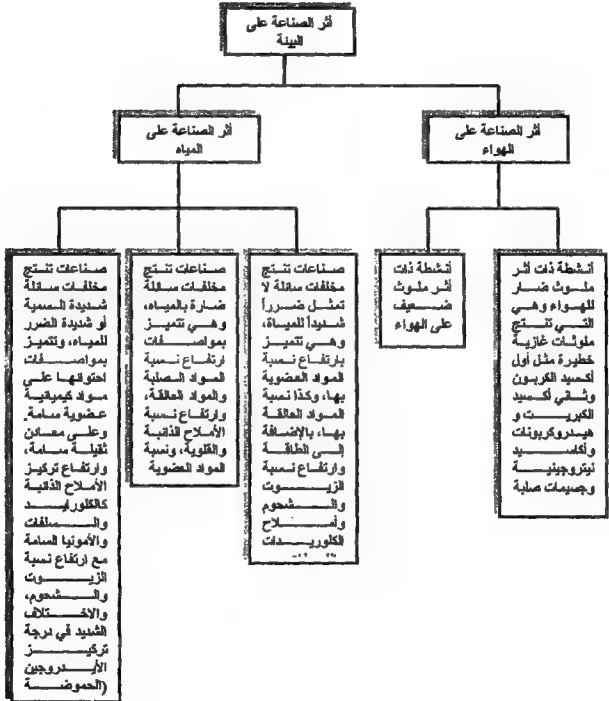 أثر الصناعة على
البيئة
أثر الصناعة على
الهواء
أثر الصناعة على
المياه
أنشطة ذات أثر
ملوث ضار
للهواء وهي
التي تنتج
ملوثات غازية
خطيرة مثل أول
أكسيد الكربون
وثاني أكسيد
الكبريت و
هيدروكربونات
وأكاسيد
نيتروجينية
وجسيمات صلبة
أنشطة ذات
أثر ملوث
ضعيف
على الهواء
صناعات تنتج
مخلفات سائلة لا
تمثل ضرراً
شديداً للمياة،
وهي تتميز
بارتفاع نسبة
المواد العضوية
بها، وكذا نسبة
المواد العالقة
بها، بالإضافة
إلى الطاقة
وارتفاع نسبة
الزيوت
والشحوم
وأملاح
الكلوريدات
صناعات تنتج
مخلفات سائلة
ضارة بالمياه،
وهي تتميز
بمواصفات
ارتفاع نسبة
المواد الصلبة
والمواد العالقة،
وارتفاع نسبة
الأملاح الذائبة
والقلوية، ونسبة
المواد العضوية
صناعات تنتج
مخلفات سائلة
شديدة السمية
أو شديدة الضرر
للمياه، وتتميز
بمواصفات
احتوائها على
مواد كيميائية
عضوية سامة،
وعلى معادن
ثقيلة سامة،
وارتفاع تركيز
الأملاح الذائبة
كالكلورايد
والسلفات
والأمونيا السامة
مع ارتفاع نسبة
الزيوت
والشحوم،
والاختلاف
الشديد في درجة
تركيز
الأيدروجين
(الحموضة